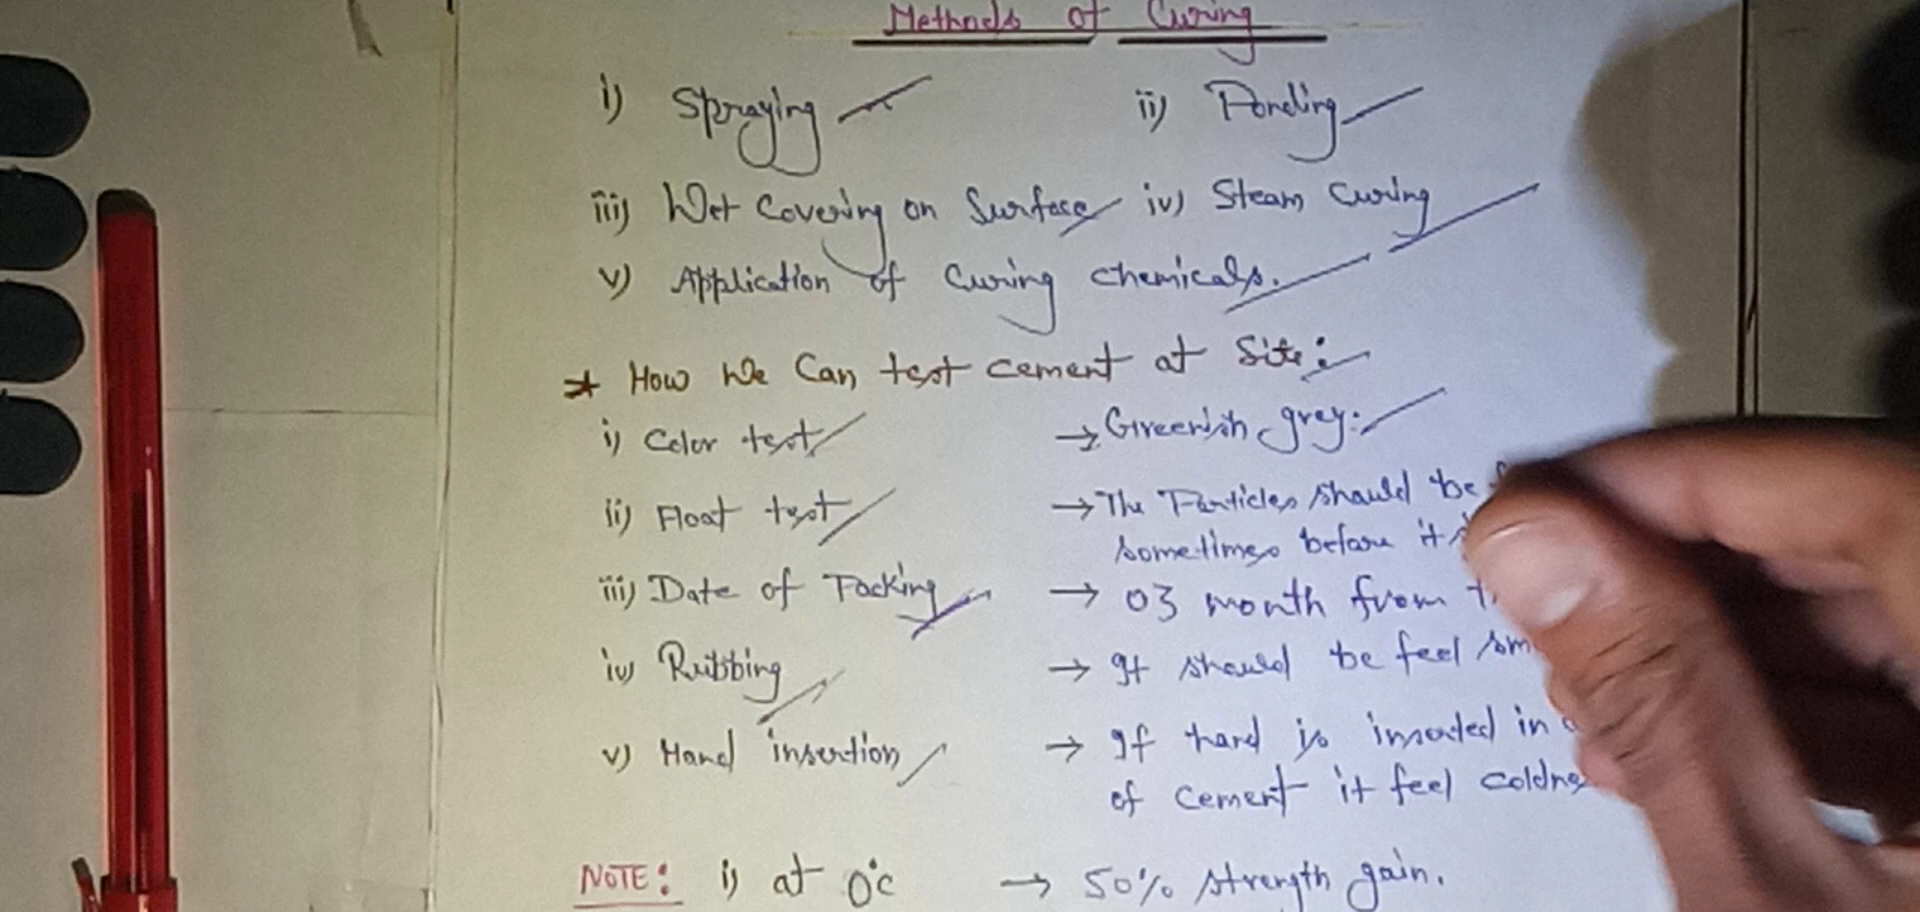 Methods of Curing
i) Spraying ii) Ponding
iii) Wet Covering on Surface iv) Steam Curing
v) Application of Curing Chemicals.
* How We Can test cement at Site:
i) Color test → Greenish grey.
ii) Float test → The Particles should be
sometimes before it
iii) Date of Packing → 03 month from
iv) Rubbing → It should be feel
v) Hand insertion → If hand is inserted in
of cement it feel
NOTE: i) at 0°c → 50% strength gain.